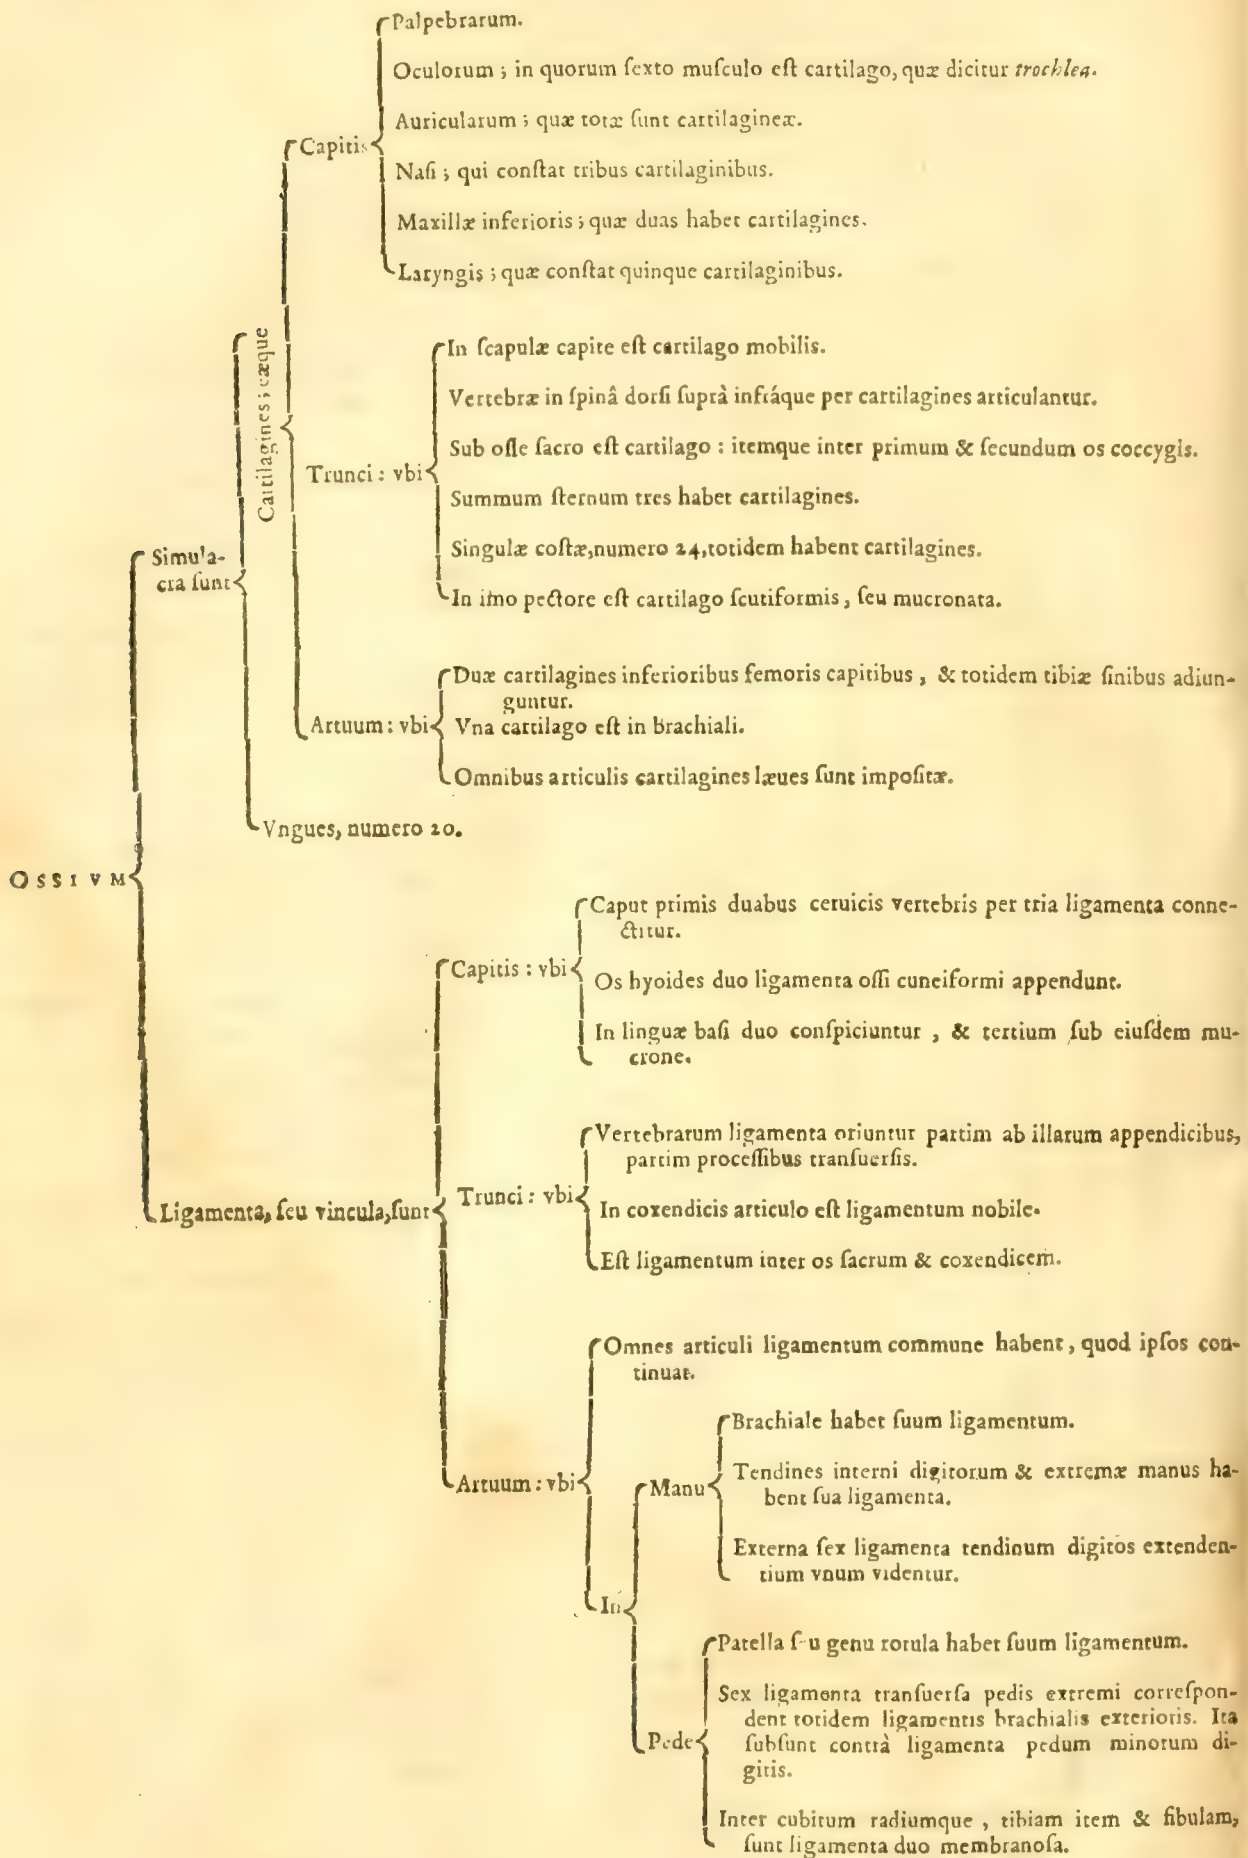 Palpebrarum.
Oculorum ; in quorum ſexto muſculo eſt cartilago, quæ dicitur trochlea.
Auricularum ; quæ totæ ſunt cartilagineæ.
Capitis
Naſi ; qui conſtat tribus cartilaginibus.
Maxillæ inferioris ; quæ duas habet cartilagines.
Laryngis ; quæ conſtat quinque cartilaginibus.
Cartilagines ; eæque
In ſcapulæ capite eſt cartilago mobilis.
Vertebræ in ſpinâ dorſi ſuprà infráque per cartilagines articulantur.
Sub oſſe ſacro eſt cartilago : itemque inter primum & ſecundum os coccygis.
Trunci : vbi
Summum ſternum tres habet cartilagines.
Singulæ coſtæ, numero 24, totidem habent cartilagines.
In imo pectore eſt cartilago ſcutiformis, ſeu mucronata.
Simula-
cra ſunt
Duæ cartilagines inferioribus femoris capitibus, & totidem tibiæ finibus adiun-
guntur.
Artuum : vbi
Vna cartilago eſt in brachiali.
Omnibus articulis cartilagines læues ſunt impoſitæ.
Vngues, numero 20.
OSSIVM
Caput primis duabus ceruicis vertebris per tria ligamenta conne-
ctitur.
Capitis : vbi
Os hyoides duo ligamenta oſſi cuneiformi appendunt.
In linguæ baſi duo conſpiciuntur, & tertium ſub eiuſdem mu-
crone.
Vertebrarum ligamenta oriuntur partim ab illarum appendicibus,
partim proceſſibus tranſuerſis.
Ligamenta, ſeu vincula, ſunt
Trunci : vbi
In coxendicis articulo eſt ligamentum nobile.
Eſt ligamentum inter os ſacrum & coxendicem.
Omnes articuli ligamentum commune habent, quod ipſos con-
tinuat.
Artuum : vbi
Brachiale habet ſuum ligamentum.
Manu
Tendines interni digitorum & extremæ manus ha-
bent ſua ligamenta.
Externa ſex ligamenta tendinum digitos extenden-
tium vnum videntur.
In
Patella ſeu genu rotula habet ſuum ligamentum.
Sex ligamenta tranſuerſa pedis extremi correſpon-
dent totidem ligamentis brachialis exterioris. Ita
Pede
ſubſunt contrà ligamenta pedum minorum di-
gitis.
Inter cubitum radiumque, tibiam item & fibulam,
ſunt ligamenta duo membranoſa.